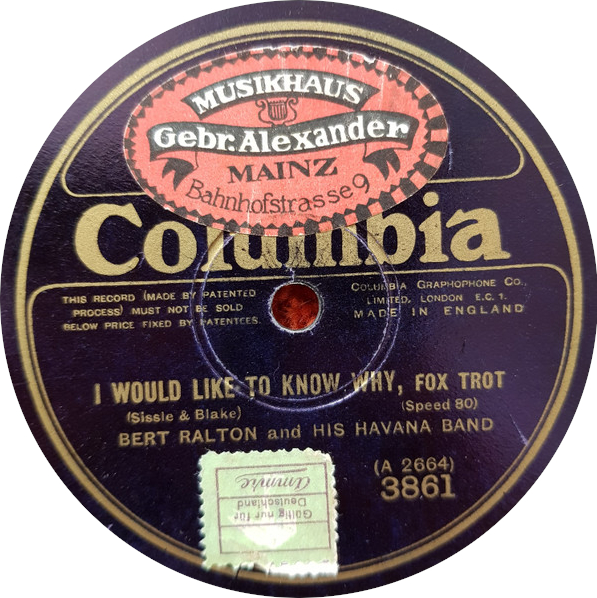 MUSIKHAUS
Gebr. Alexander
MAINZ
Bahnhofstrasse 9
Columbia
THIS RECORD (MADE BY PATENTED
PROCESS) MUST NOT BE SOLD
BELOW PRICE FIXED BY PATENTEES.
COLUMBIA GRAPHOPHONE CO.,
LIMITED, LONDON E.C.1.
MADE IN ENGLAND
I WOULD LIKE TO KNOW WHY, FOX TROT
(Sissle & Blake)
(Speed 80)
BERT RALTON and HIS HAVANA BAND
(A 2664)
3861
Gültig nur für
Deutschland
Ammre